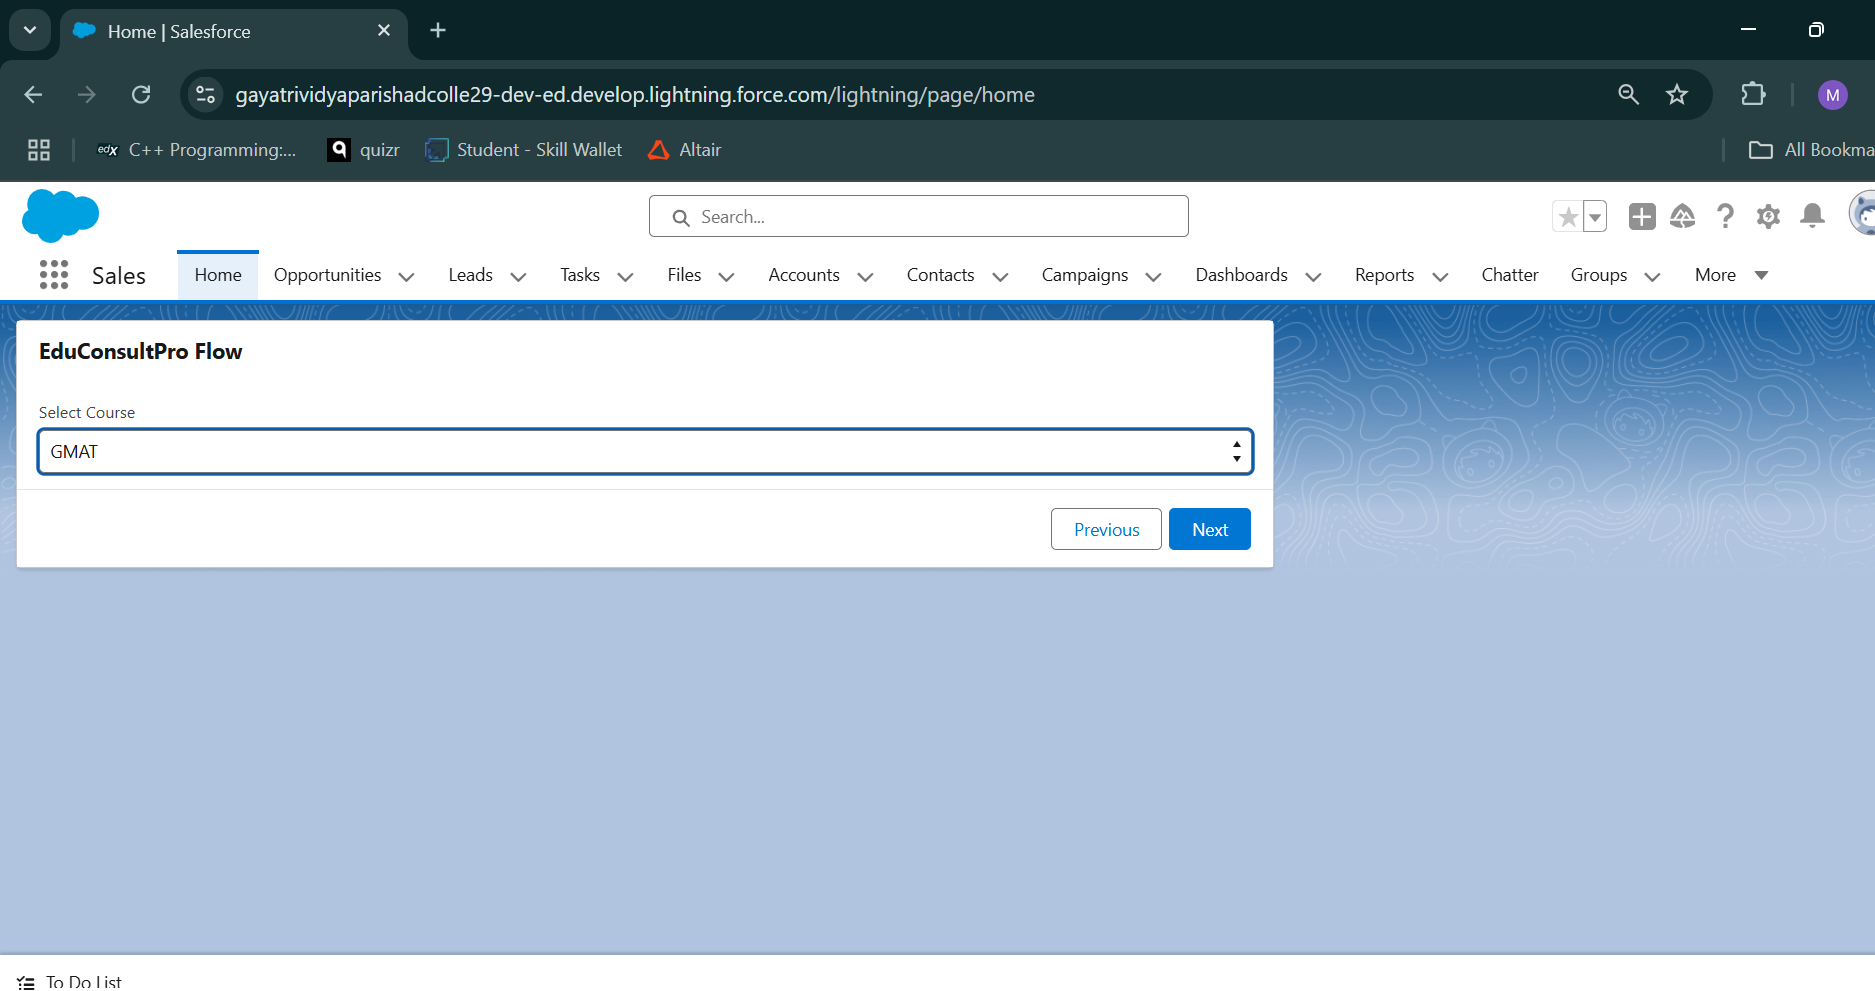 Home | Salesforce
gayatrividyaparishadcolle29-dev-ed.develop.lightning.force.com/lightning/page/home
M
edX C++ Programming:... quizr Student - Skill Wallet Altair All Bookma
Search...
Sales Home Opportunities Leads Tasks Files Accounts Contacts Campaigns Dashboards Reports Chatter Groups More
EduConsultPro Flow
Select Course
GMAT
Previous Next
To Do List